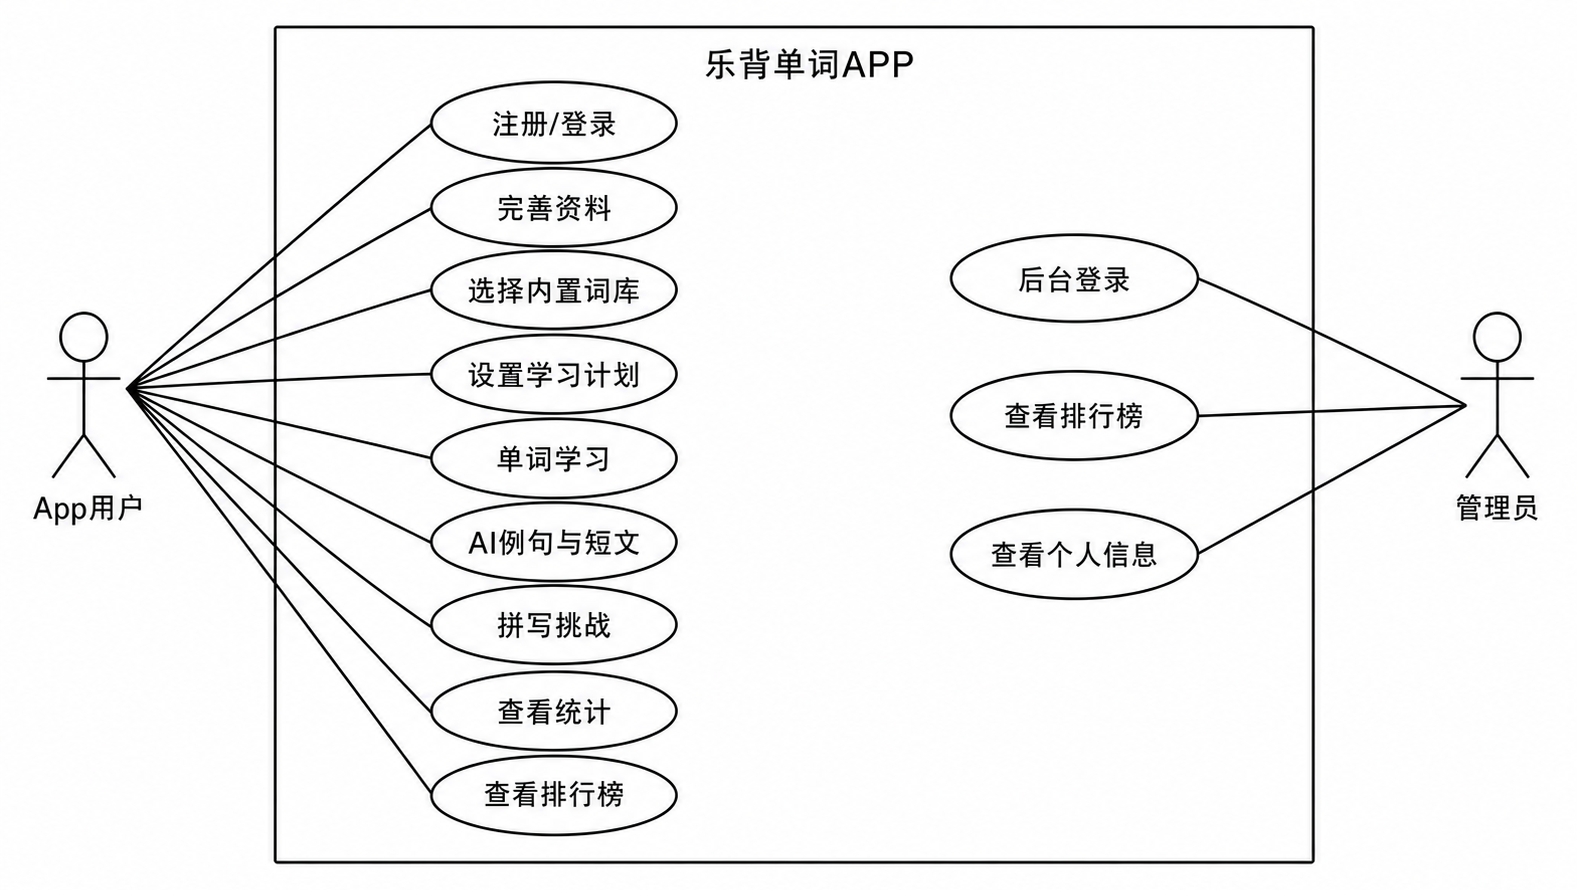 乐背单词APP
注册/登录
完善资料
选择内置词库
设置学习计划
单词学习
AI例句与短文
拼写挑战
查看统计
查看排行榜
App用户
后台登录
查看排行榜
查看个人信息
管理员